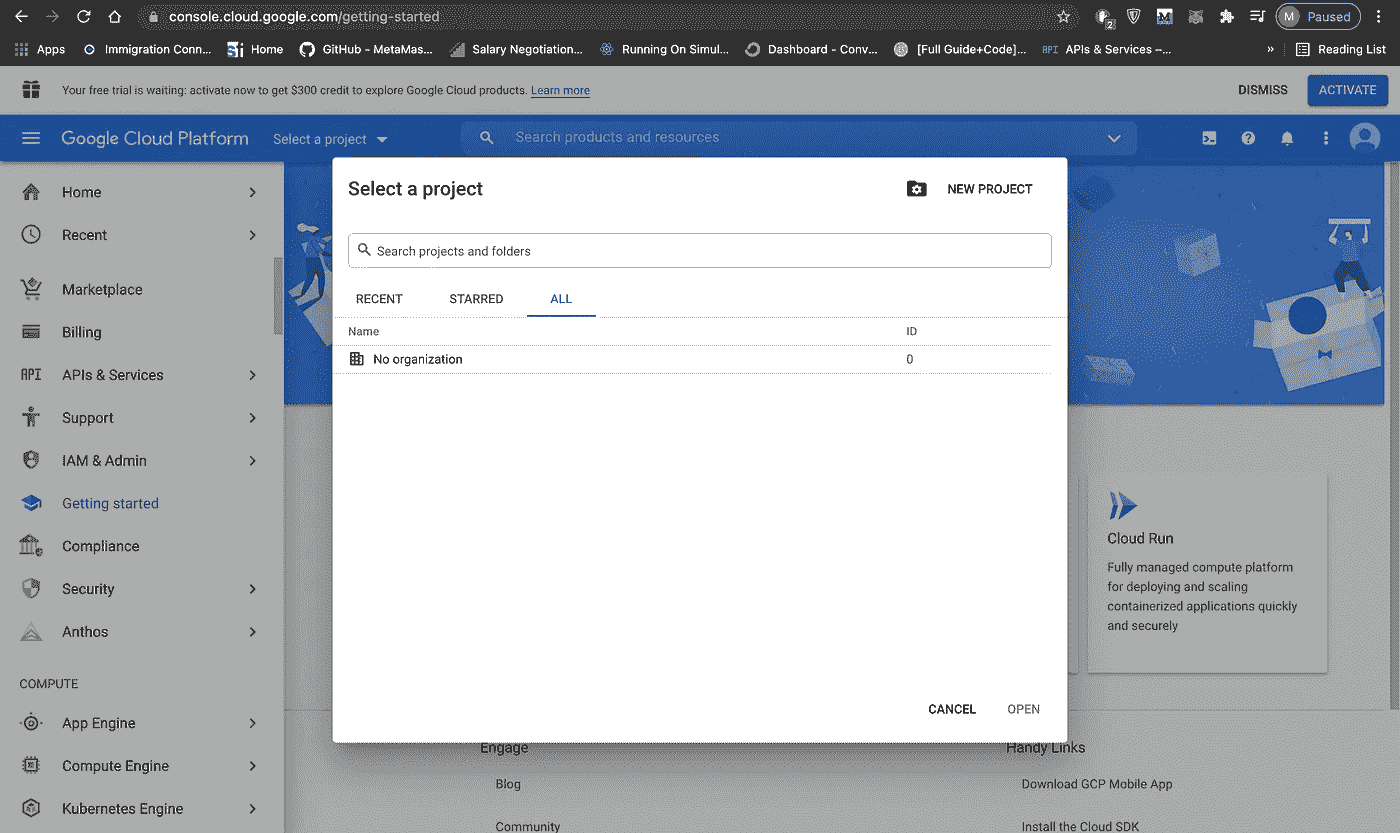 console.cloud.google.com/getting-started
2
M Paused
Apps
Immigration Conn...
Home
GitHub - MetaMas...
Salary Negotiation...
Running On Simul...
Dashboard - Conv...
[Full Guide+Code]...
API APIs & Services –...
»
Reading List
Your free trial is waiting: activate now to get $300 credit to explore Google Cloud products. Learn more
DISMISS
ACTIVATE
Google Cloud Platform
Select a project
Search products and resources
Home
Recent
Marketplace
Billing
API APIs & Services
Support
IAM & Admin
Getting started
Compliance
Security
Anthos
COMPUTE
App Engine
Compute Engine
Kubernetes Engine
Select a project
NEW PROJECT
Search projects and folders
RECENT
STARRED
ALL
Name
ID
No organization
0
CANCEL
OPEN
Cloud Run
Fully managed compute platform
for deploying and scaling
containerized applications quickly
and securely
Engage
Blog
Community
Handy Links
Download GCP Mobile App
Install the Cloud SDK